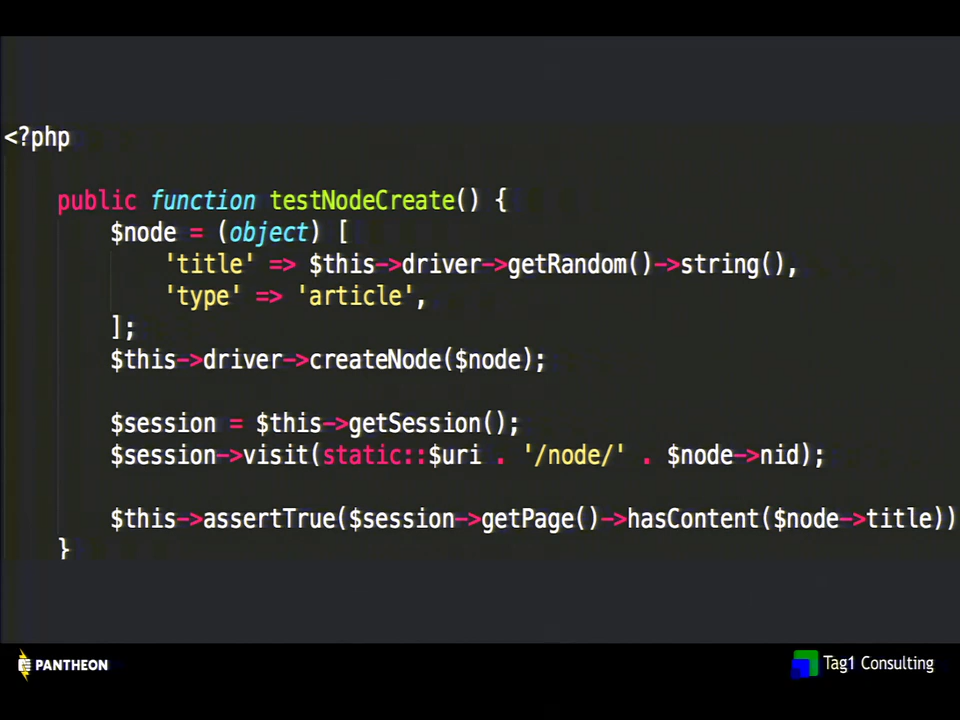 <?php
public function testNodeCreate() {
$node = (object) [
'title' => $this->driver->getRandom()->string(),
'type' => 'article',
];
$this->driver->createNode($node);
$session = $this->getSession();
$session->visit(static::$uri . '/node/' . $node->nid);
$this->assertTrue($session->getPage()->hasContent($node->title))
}
PANTHEON
Tag1 Consulting